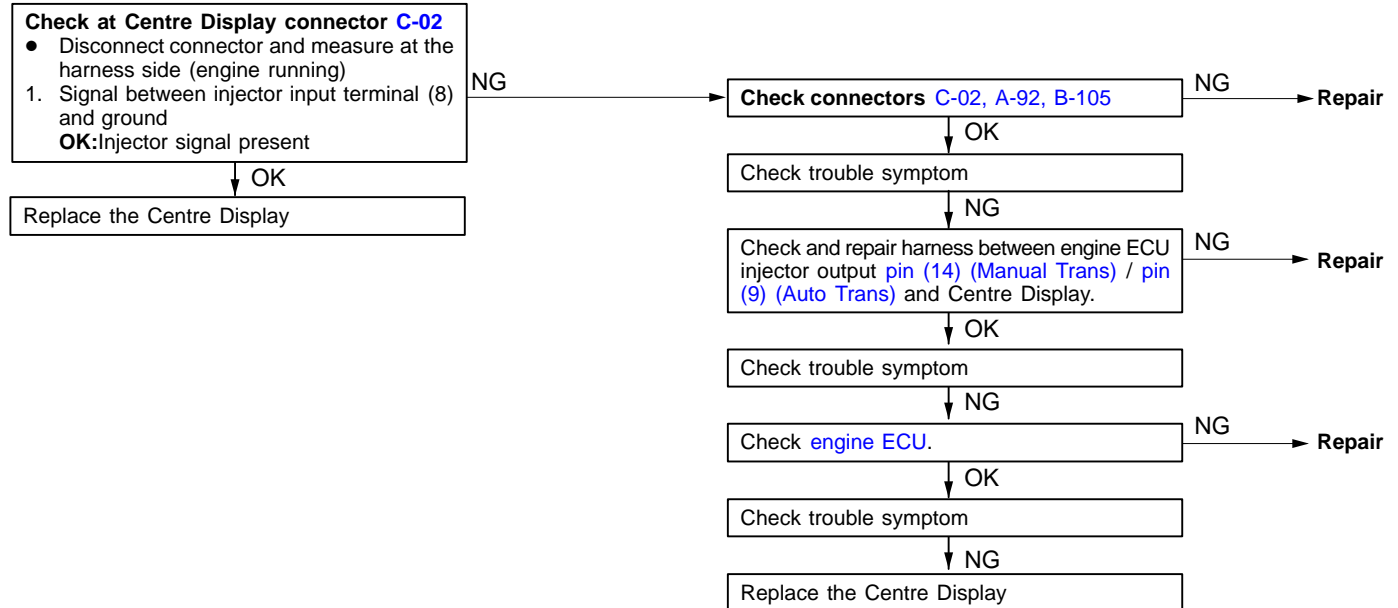 Check at Centre Display connector C-02
● Disconnect connector and measure at the
harness side (engine running)
1. Signal between injector input terminal (8)
and ground
OK:Injector signal present
NG
OK
Replace the Centre Display
Check connectors C-02, A-92, B-105
NG
Repair
OK
Check trouble symptom
NG
Check and repair harness between engine ECU
injector output pin (14) (Manual Trans) / pin
(9) (Auto Trans) and Centre Display.
NG
Repair
OK
Check trouble symptom
NG
Check engine ECU.
NG
Repair
OK
Check trouble symptom
NG
Replace the Centre Display